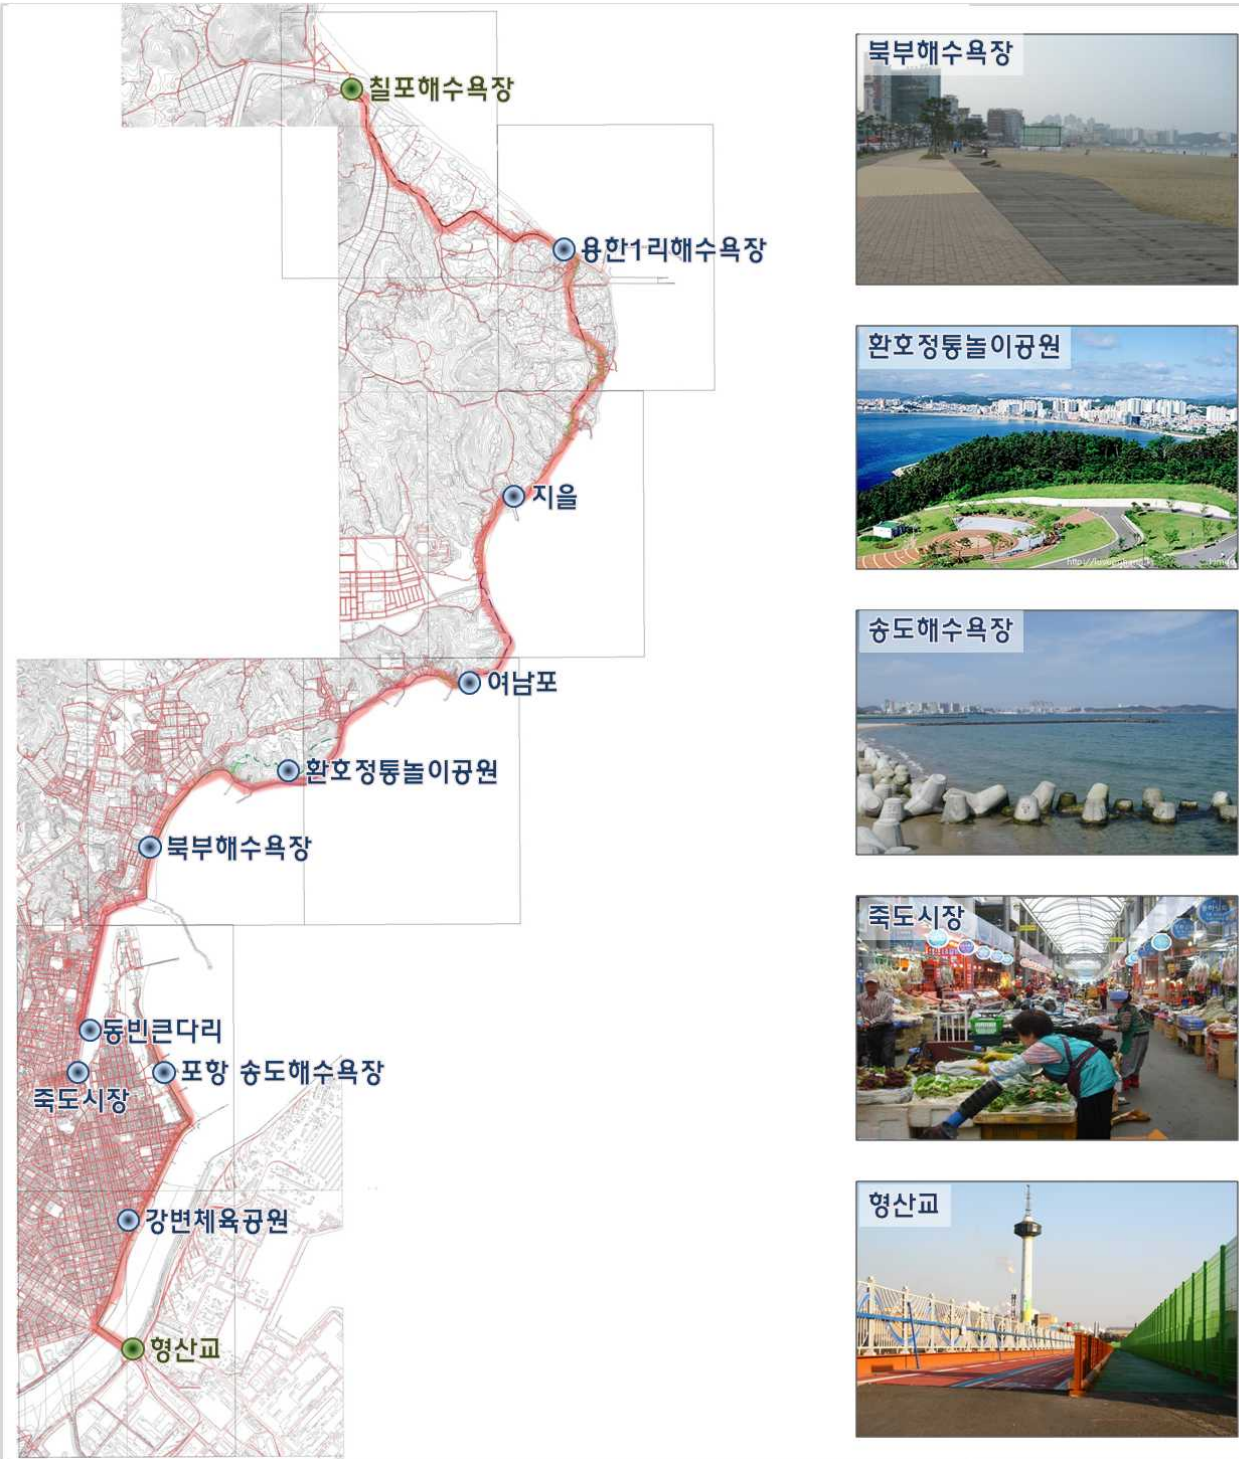 칠포해수욕장
용한1리해수욕장
지을
여남포
환호정통놀이공원
북부해수욕장
동빈큰다리
포항 송도해수욕장
죽도시장
강변체육공원
형산교
북부해수욕장
환호정통놀이공원
송도해수욕장
죽도시장
형산교